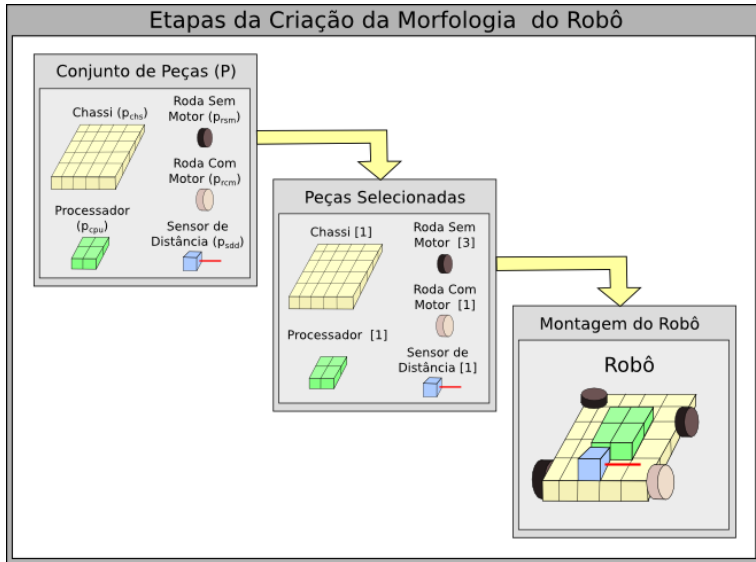 Etapas da Criação da Morfologia do Robô
Conjunto de Peças (P)
Chassi (pchs)
Roda Sem
Motor (prsm)
Roda Com
Motor (prcm)
Processador
(pcpu)
Sensor de
Distância (psdd)
Peças Selecionadas
Chassi [1]
Roda Sem
Motor [3]
Roda Com
Motor [1]
Processador [1]
Sensor de
Distância [1]
Montagem do Robô
Robô